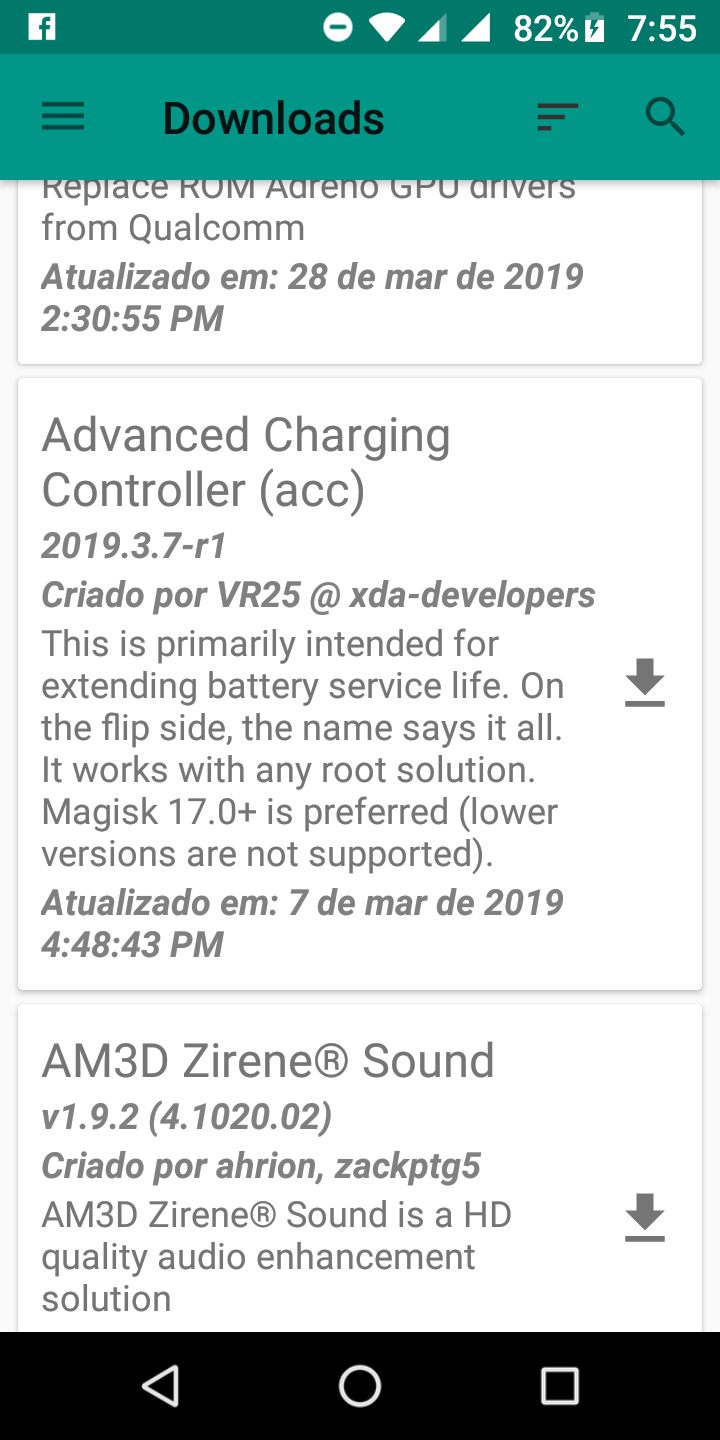 82% 7:55
Downloads
Replace ROM Adreno GPU drivers
from Qualcomm
Atualizado em: 28 de mar de 2019
2:30:55 PM
Advanced Charging
Controller (acc)
2019.3.7-r1
Criado por VR25 @ xda-developers
This is primarily intended for
extending battery service life. On
the flip side, the name says it all.
It works with any root solution.
Magisk 17.0+ is preferred (lower
versions are not supported).
Atualizado em: 7 de mar de 2019
4:48:43 PM
AM3D Zirene® Sound
v1.9.2 (4.1020.02)
Criado por ahrion, zackptg5
AM3D Zirene® Sound is a HD
quality audio enhancement
solution